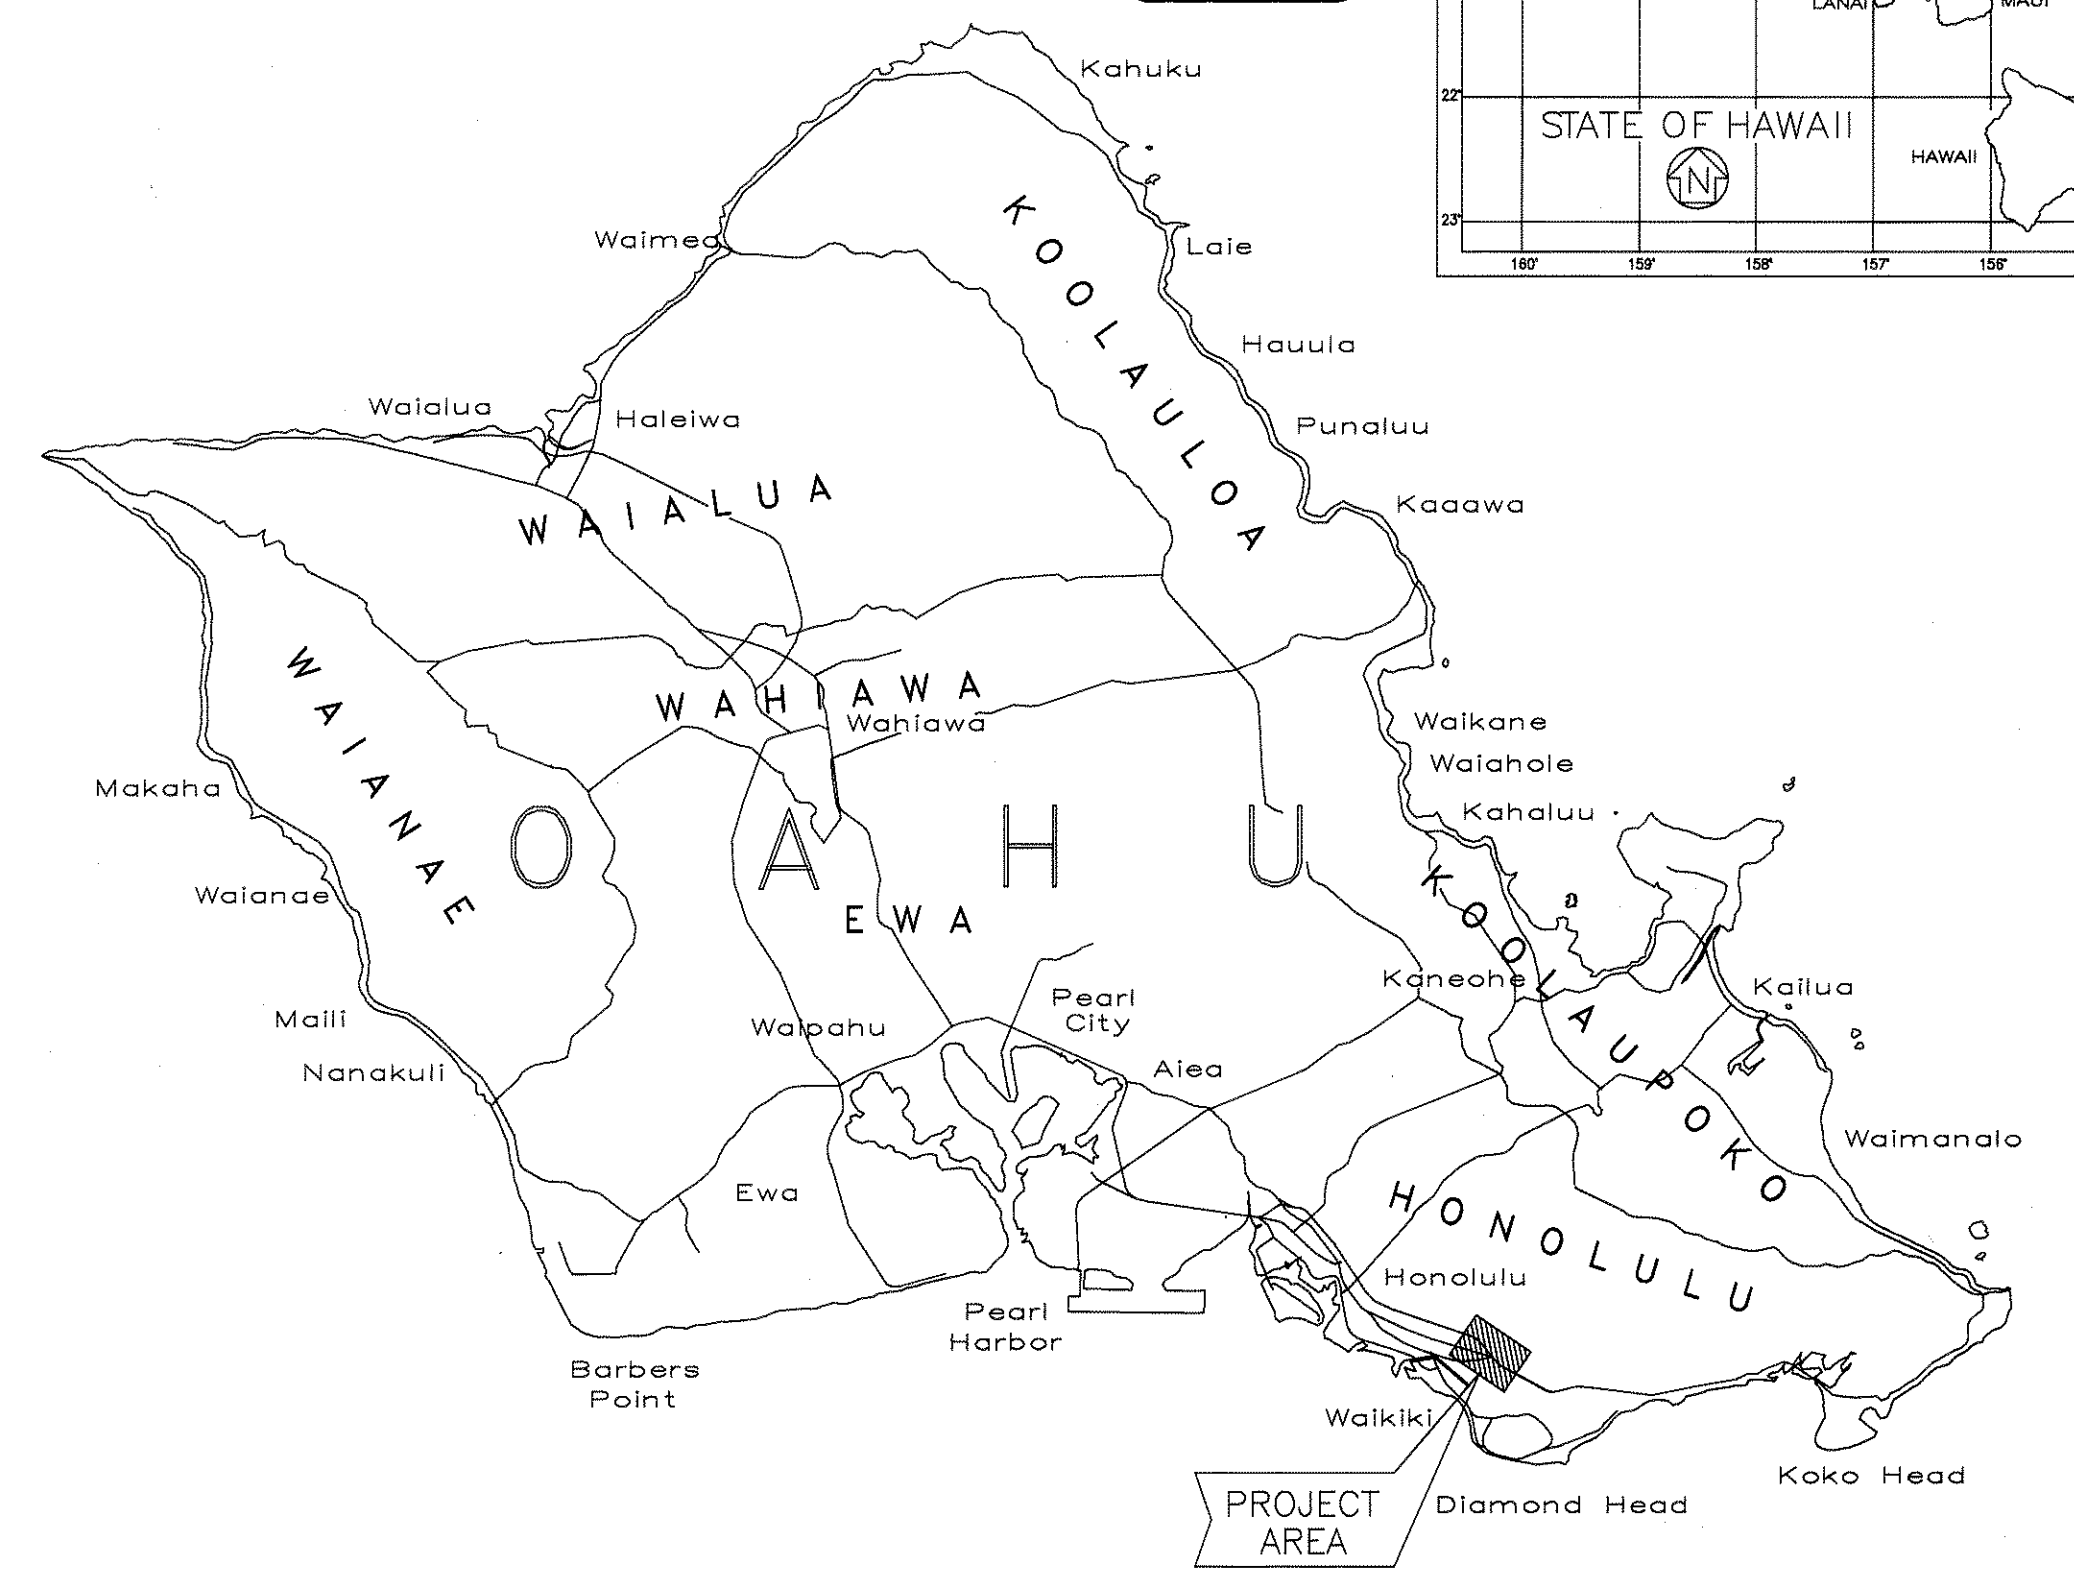 LANAI
MAUI
Kahuku
22°
STATE OF HAWAII
HAWAII
N
KOOLAULOA
23°
Waimea
Laie
160°
159°
158°
157°
156°
Hauula
Waialua
Haleiwa
Punaluu
WAIALUA
Kaaawa
WAIANAE
WAHIAWA
Wahiawa
Waikane
Waiahole
Makaha
Kahaluu
OAHU
Waianae
EWA
KOOLAUPOKO
Kaneohe
Kailua
Pearl
City
Maili
Waipahu
Nanakuli
Aiea
Waimanalo
Ewa
HONOLULU
Honolulu
Pearl
Harbor
Barbers
Point
Waikiki
Koko Head
PROJECT
AREA
Diamond Head